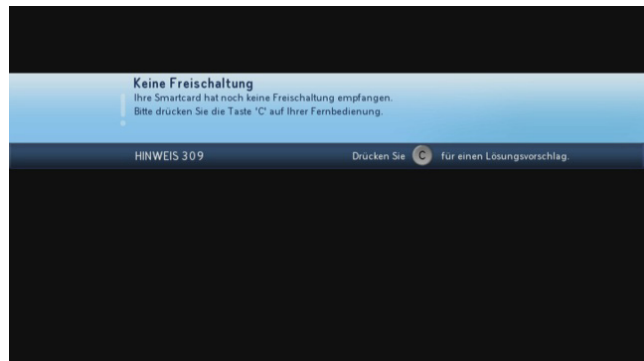 Keine Freischaltung
Ihre Smartcard hat noch keine Freischaltung empfangen.
Bitte drücken Sie die Taste 'C' auf Ihrer Fernbedienung.
HINWEIS 309 Drücken Sie C für einen Lösungsvorschlag.